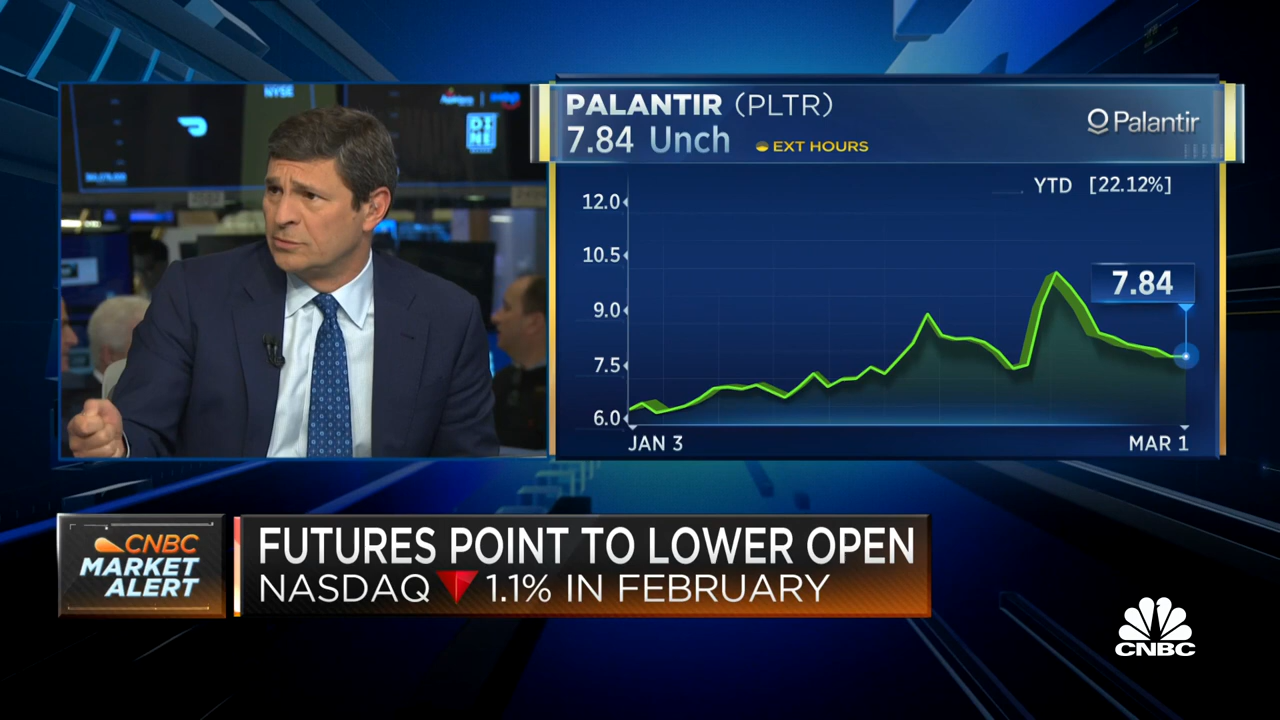 NYSE
DI
NE
PALANTIR (PLTR)
7.84 Unch
EXT HOURS
Palantir
YTD [22.12%]
12.0
10.5
9.0
7.5
6.0
7.84
JAN 3
MAR 1
CNBC
MARKET
ALERT
FUTURES POINT TO LOWER OPEN
NASDAQ 1.1% IN FEBRUARY
CNBC